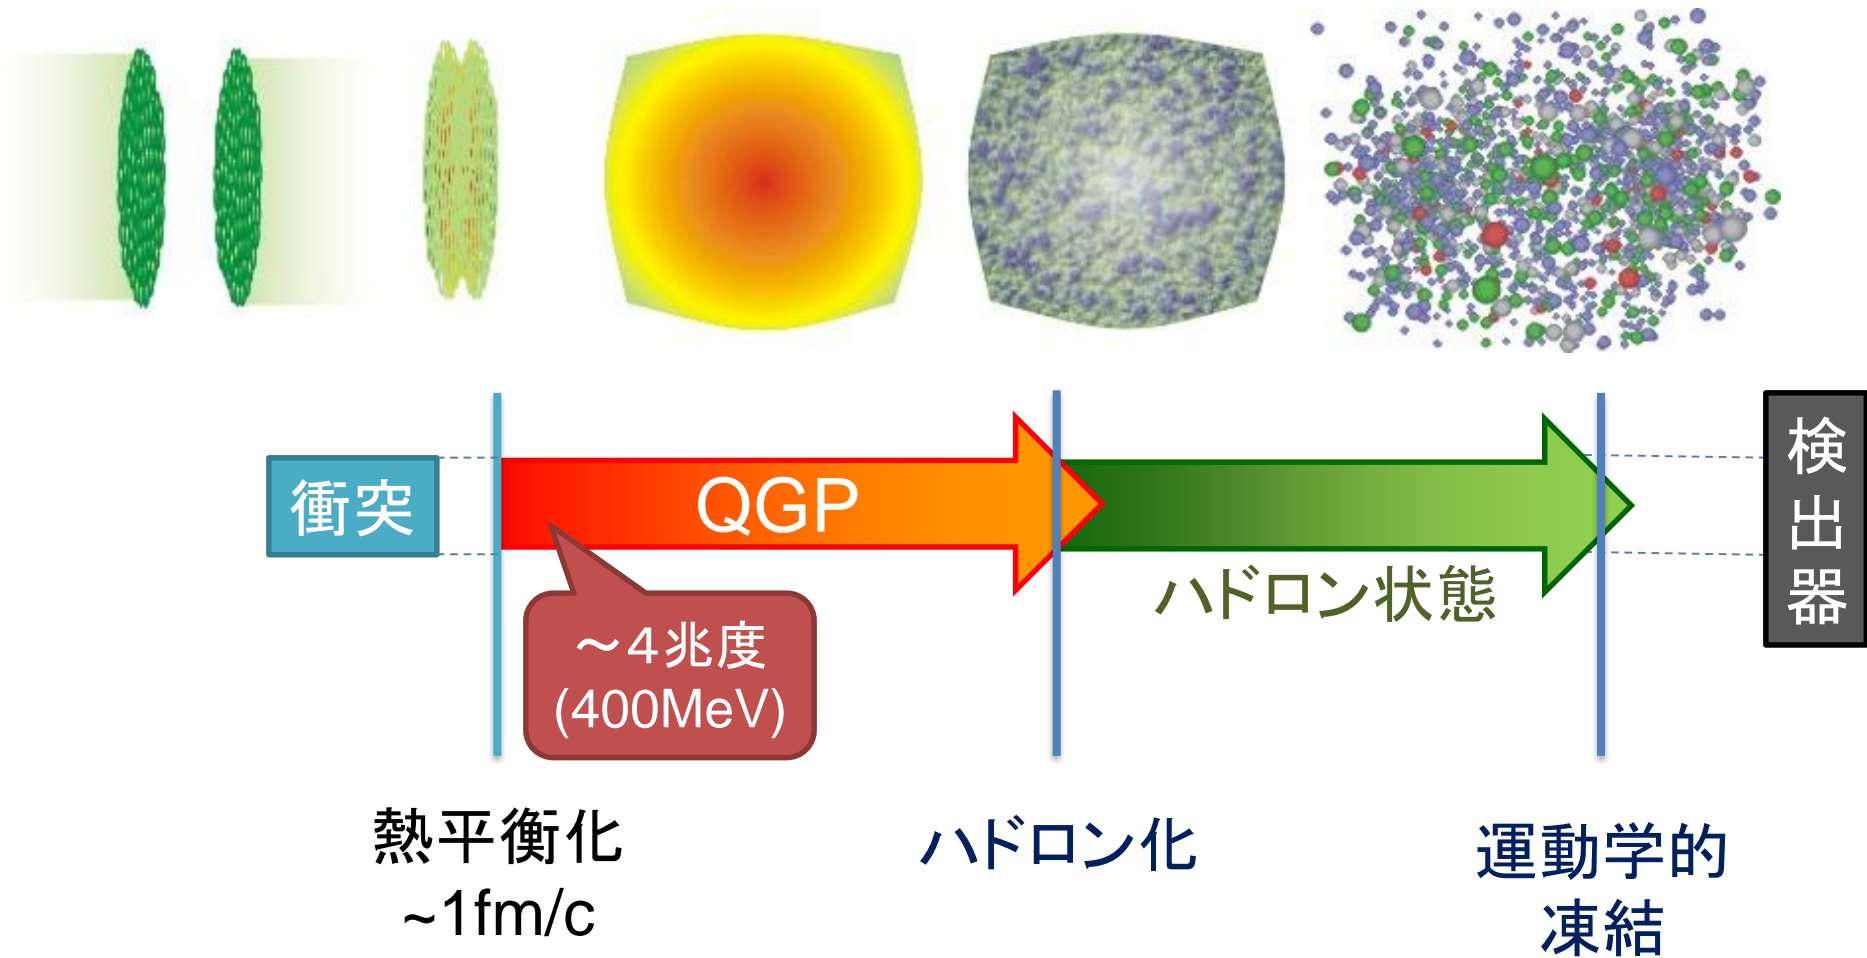 衝突
QGP
～４兆度
(400MeV)
ハドロン状態
検
出
器
熱平衡化
~1fm/c
ハドロン化
運動学的
凍結